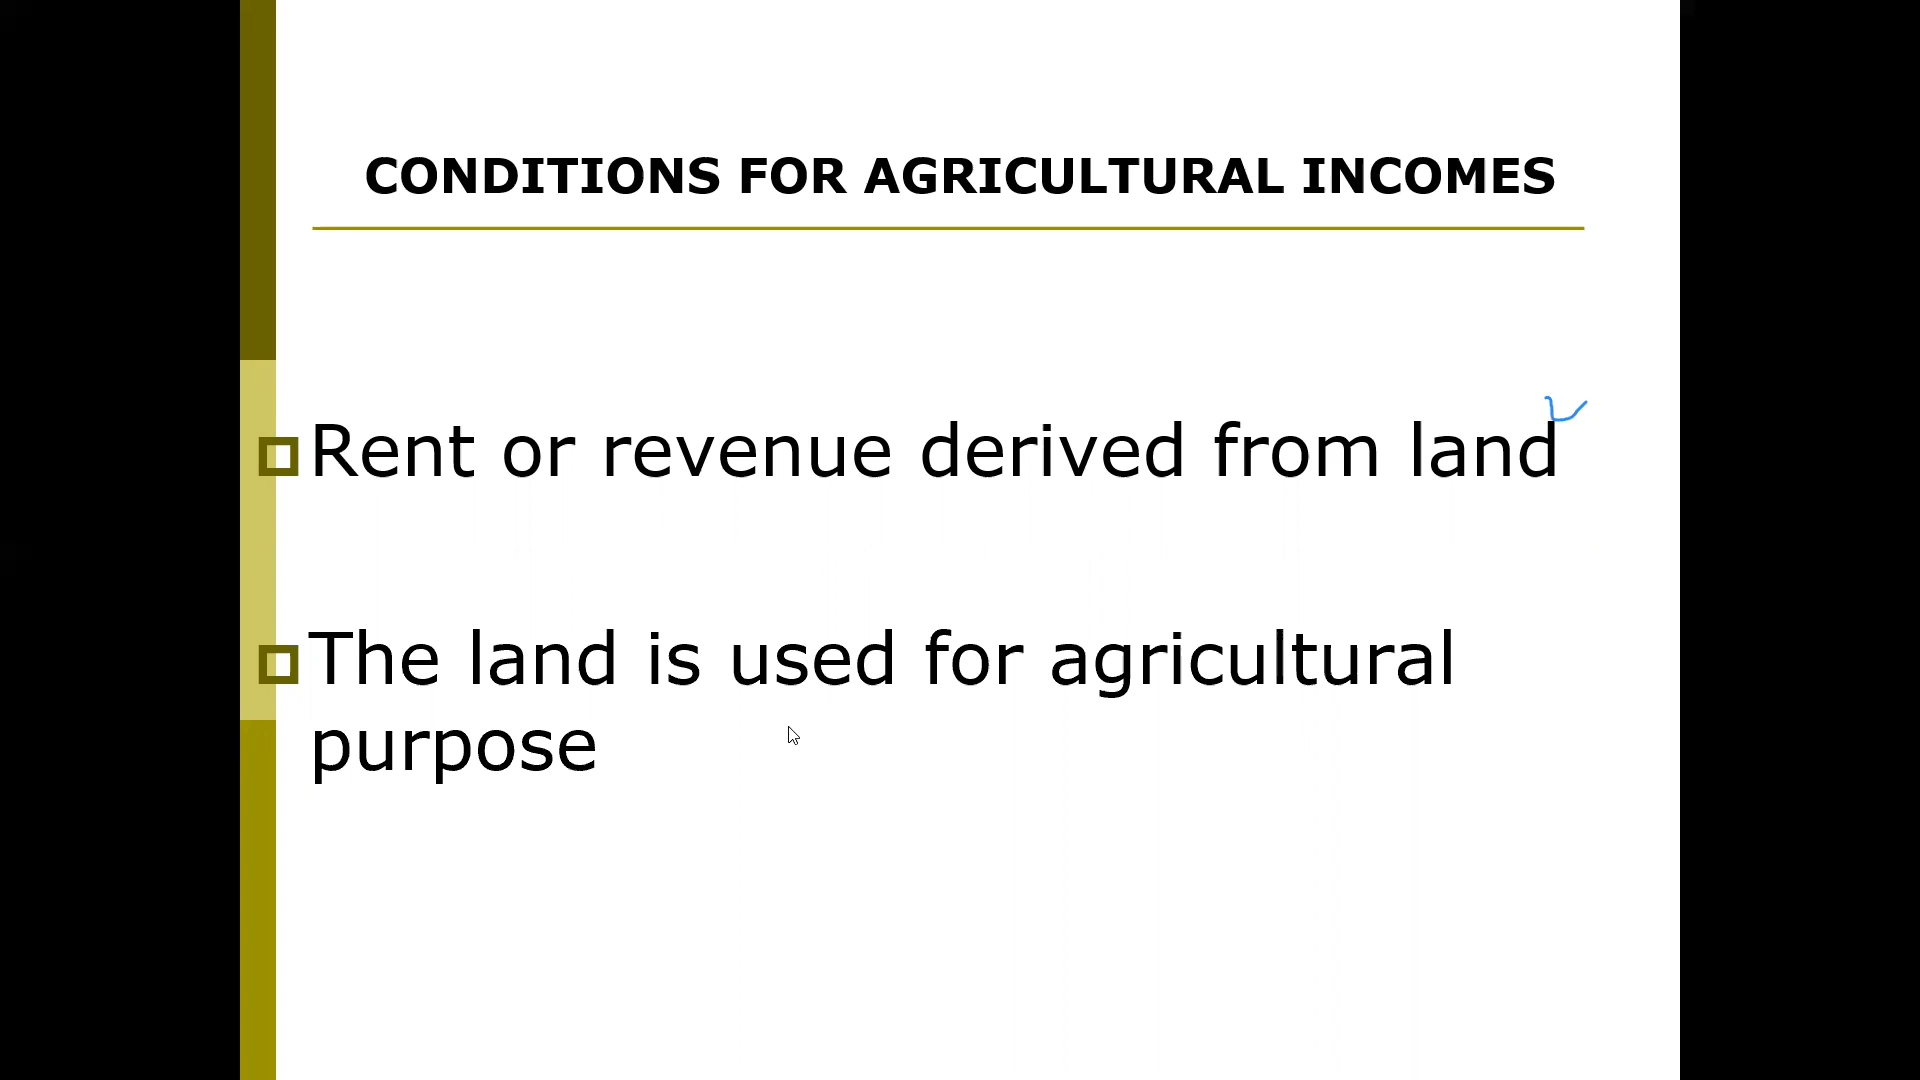 CONDITIONS FOR AGRICULTURAL INCOMES
Rent or revenue derived from land
The land is used for agricultural
purpose